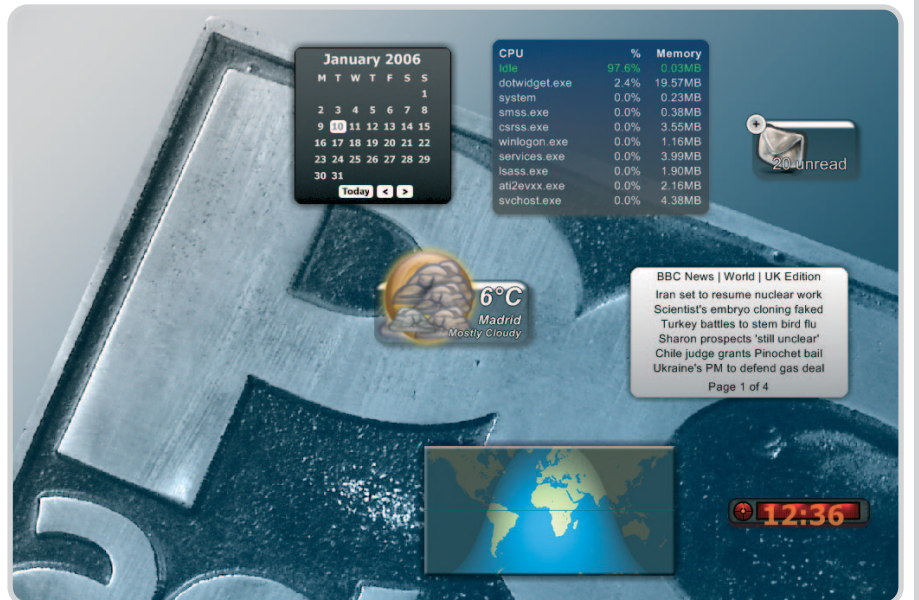 January 2006
M T W T F S S
1
2 3 4 5 6 7 8
9 10 11 12 13 14 15
16 17 18 19 20 21 22
23 24 25 26 27 28 29
30 31
Today < >
CPU % Memory
Idle 97.6% 0.03MB
dotwidget.exe 2.4% 19.57MB
system 0.0% 0.23MB
smss.exe 0.0% 0.38MB
csrss.exe 0.0% 3.55MB
winlogon.exe 0.0% 1.16MB
services.exe 0.0% 3.99MB
lsass.exe 0.0% 1.90MB
ati2evxx.exe 0.0% 2.16MB
svchost.exe 0.0% 4.38MB
20 unread
6°C
Madrid
Mostly Cloudy
BBC News | World | UK Edition
Iran set to resume nuclear work
Scientist's embryo cloning faked
Turkey battles to stem bird flu
Sharon prospects 'still unclear'
Chile judge grants Pinochet bail
Ukraine's PM to defend gas deal
Page 1 of 4
12:36